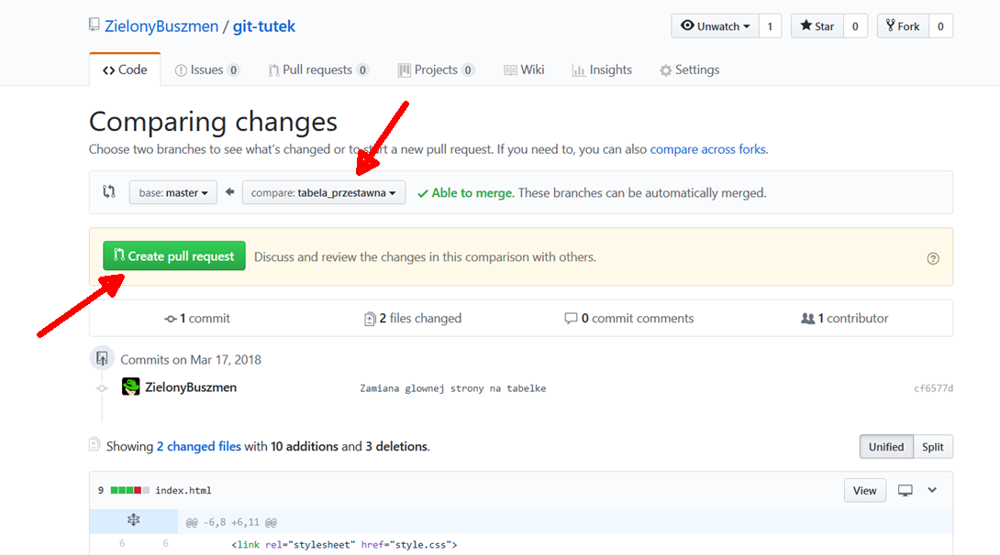 ZielonyBuszmen / git-tutek
Unwatch 1 Star 0 Fork 0
Code Issues 0 Pull requests 0 Projects 0 Wiki Insights Settings
Comparing changes
Choose two branches to see what's changed or to start a new pull request. If you need to, you can also compare across forks.
base: master compare: tabela_przestawna Able to merge. These branches can be automatically merged.
Create pull request Discuss and review the changes in this comparison with others.
1 commit 2 files changed 0 commit comments 1 contributor
Commits on Mar 17, 2018
ZielonyBuszmen Zamiana glownej strony na tabelke cf6577d
Showing 2 changed files with 10 additions and 3 deletions.
Unified Split
9 index.html View
@@ -6,8 +6,11 @@
6 6 <link rel="stylesheet" href="style.css">